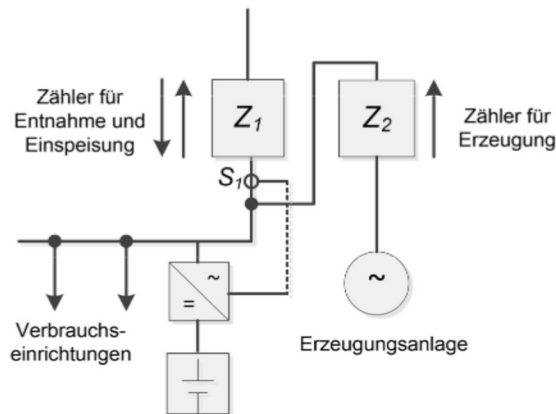 Zähler für
Entnahme und
Einspeisung
Z1
S1
Z2
Zähler für
Erzeugung
~
=
~
Verbrauchs-
einrichtungen
Erzeugungsanlage